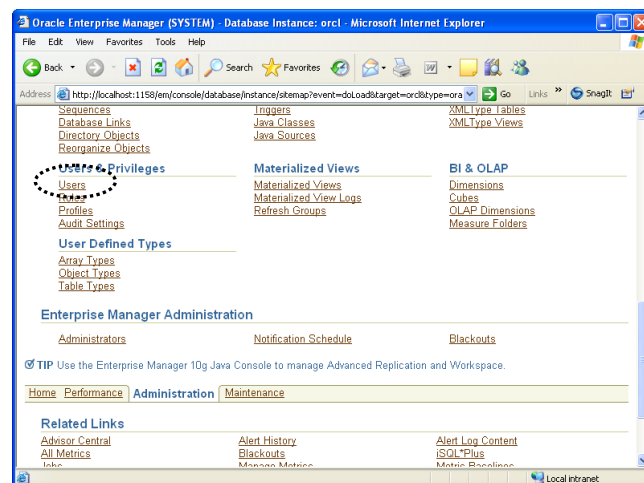 Oracle Enterprise Manager (SYSTEM) - Database Instance: orcl - Microsoft Internet Explorer
File Edit View Favorites Tools Help
Back Search Favorites
Address http://localhost:1158/em/console/database/instance/sitemap?event=doLoad&target=orcl&type=ora Go Links » SnagIt
Sequences Triggers XMLType Tables
Database Links Java Classes XMLType Views
Directory Objects Java Sources
Reorganize Objects
Users & Privileges Materialized Views BI & OLAP
Users Materialized Views Dimensions
Roles Materialized View Logs Cubes
Profiles Refresh Groups OLAP Dimensions
Audit Settings Measure Folders
User Defined Types
Array Types
Object Types
Table Types
Enterprise Manager Administration
Administrators Notification Schedule Blackouts
TIP Use the Enterprise Manager 10g Java Console to manage Advanced Replication and Workspace.
Home Performance Administration Maintenance
Related Links
Advisor Central Alert History Alert Log Content
All Metrics Blackouts iSQL*Plus
Jobs Manage Metrics Metric Baselines
Local intranet